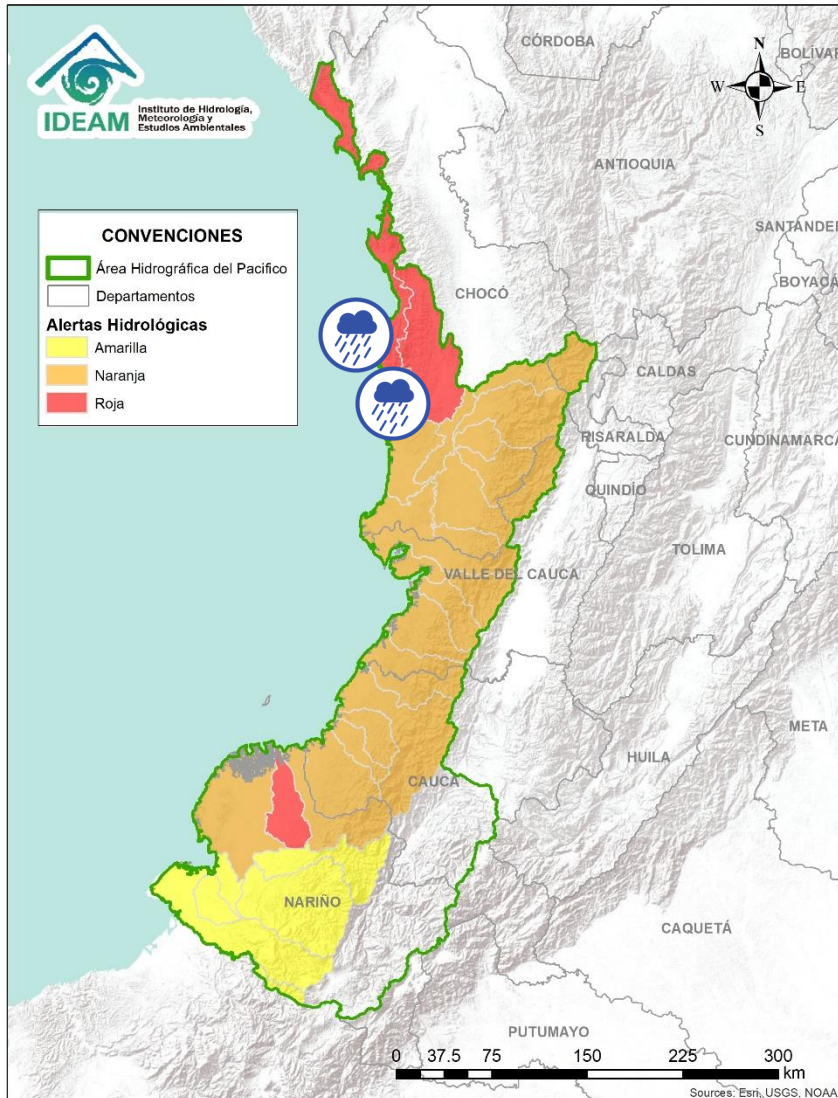 IDEAM
Instituto de Hidrología,
Meteorología y
Estudios Ambientales
CÓRDOBA
BOLÍVAR
N
W
E
S
ANTIOQUIA
SANTANDER
BOYACÁ
CONVENCIONES
Área Hidrográfica del Pacifico
Departamentos
Alertas Hidrológicas
Amarilla
Naranja
Roja
CHOCÓ
CALDAS
RISARALDA
CUNDINAMARCA
QUINDÍO
TOLIMA
VALLE DEL CAUCA
META
HUILA
CAUCA
NARIÑO
CAQUETÁ
PUTUMAYO
0 37.5 75 150 225 300
km
Sources: Esri, USGS, NOAA